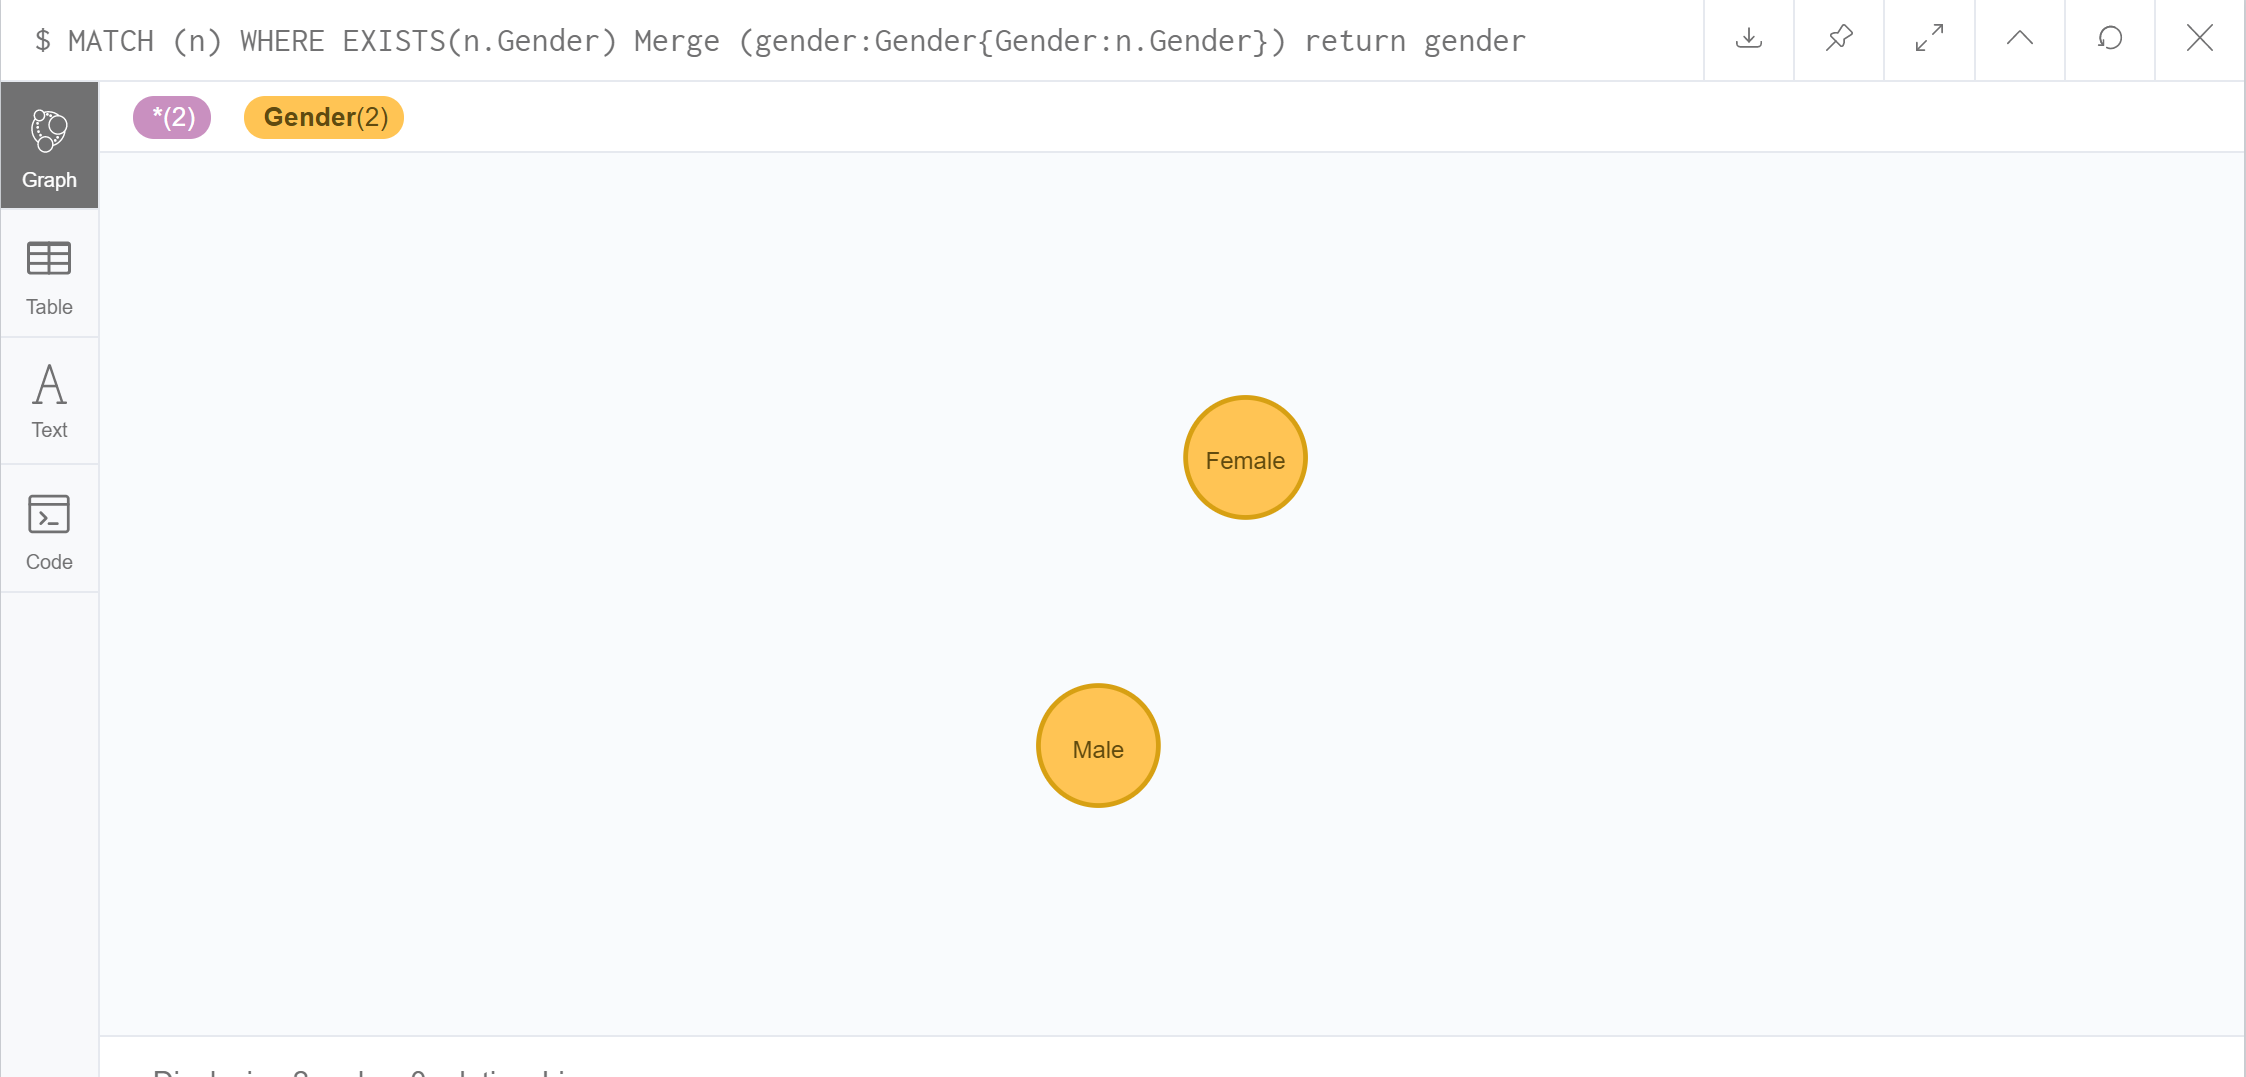 $ MATCH (n) WHERE EXISTS(n.Gender) Merge (gender:Gender{Gender:n.Gender}) return gender
*(2) Gender(2)
Graph
Table
Text
Code
Female
Male